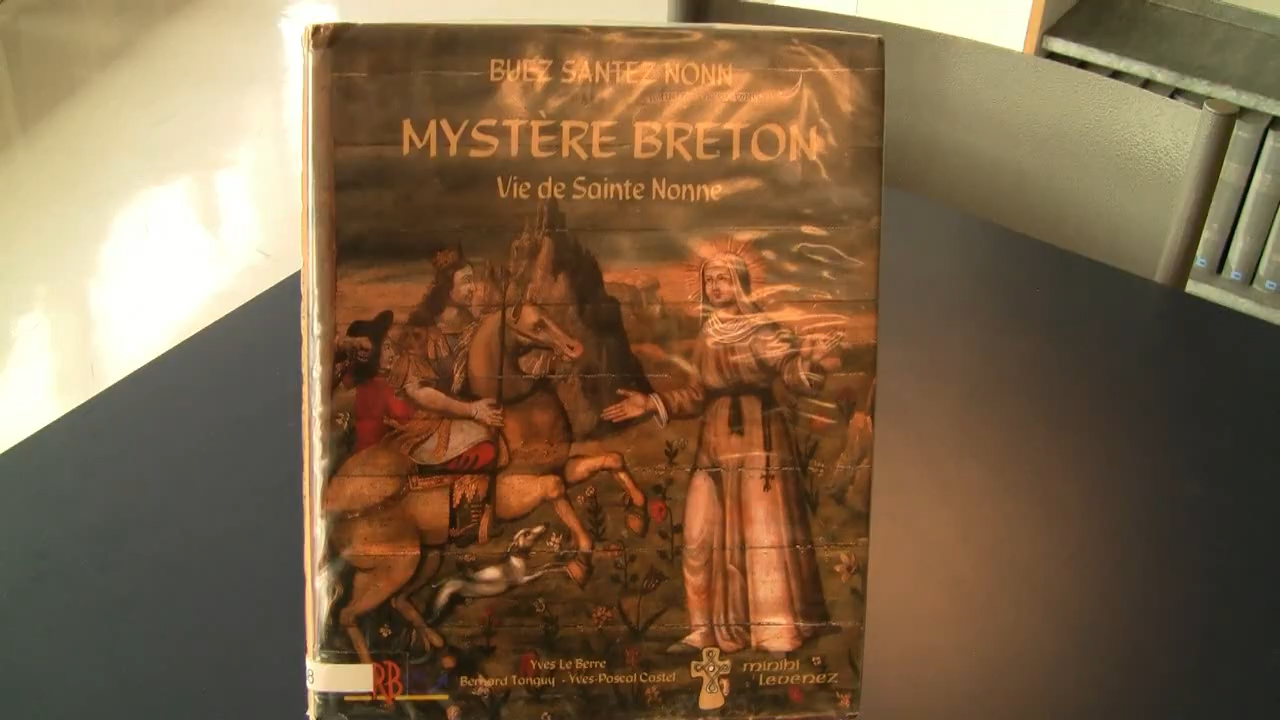 BUEZ SANTEZ NONN
MYSTÈRE BRETON
Vie de Sainte Nonne
Yves Le Berre
Bernard Tanguy - Yves-Pascal Castel
minihi
Levenez
B
RB